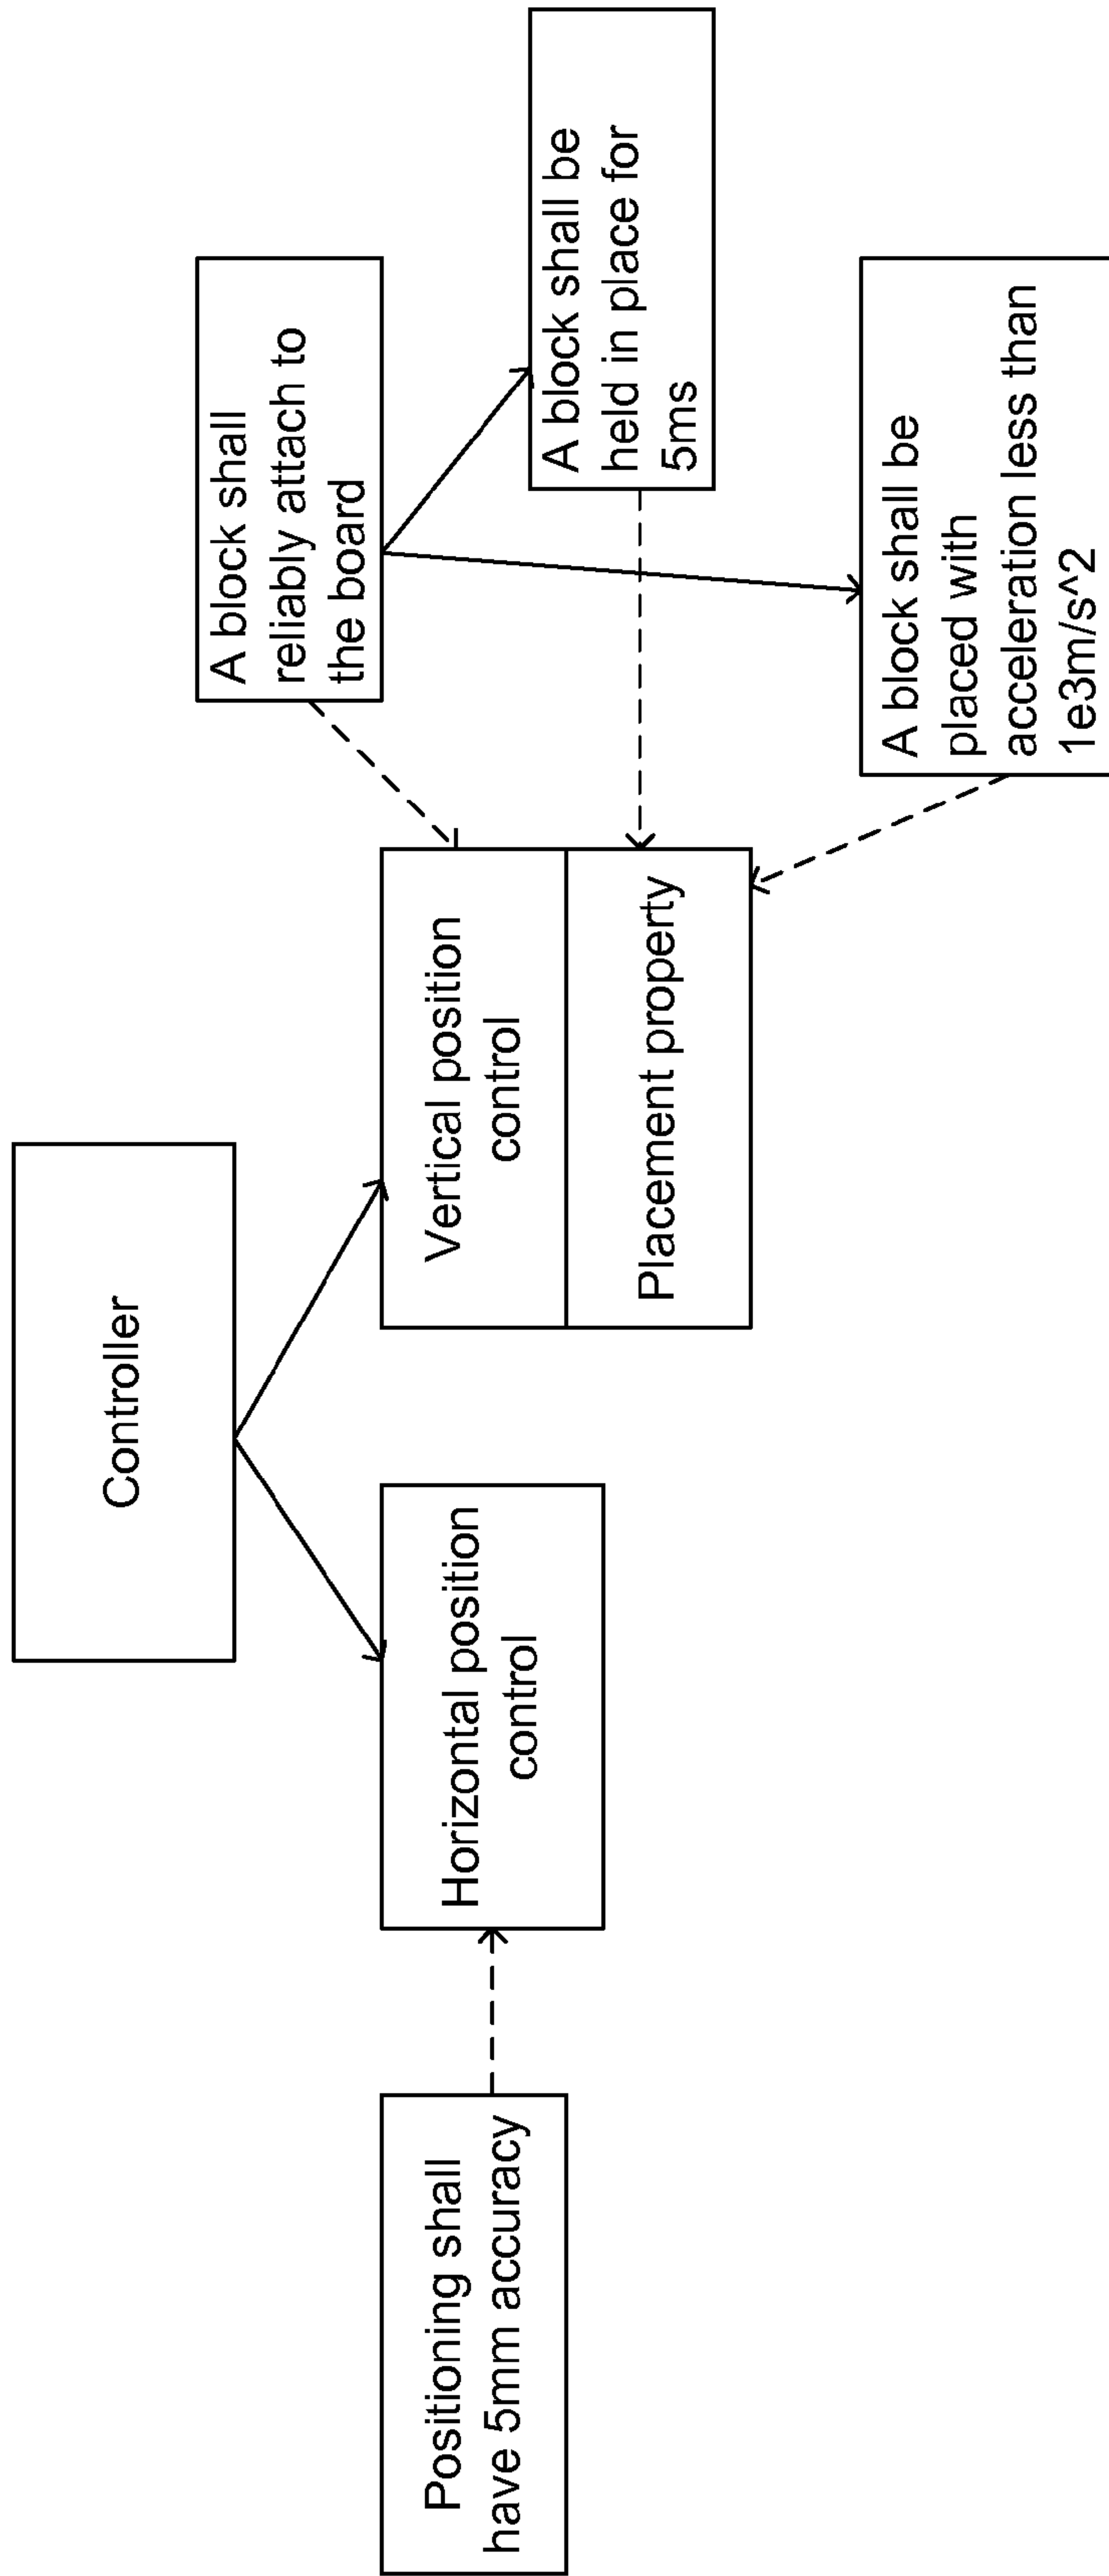 Controller
Positioning shall
have 5mm accuracy
Horizontal position
control
Vertical position
control
Placement property
A block shall
reliably attach to
the board
A block shall be
held in place for
5ms
A block shall be
placed with
acceleration less than
1e3m/s^2